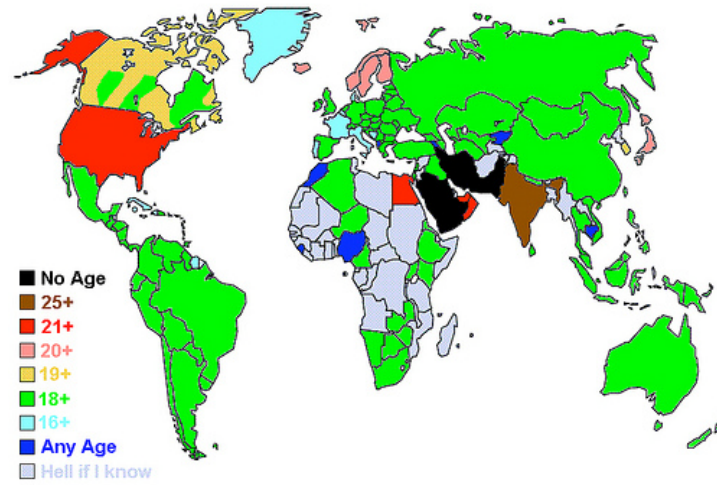 No Age
25+
21+
20+
19+
18+
16+
Any Age
Hell if I know